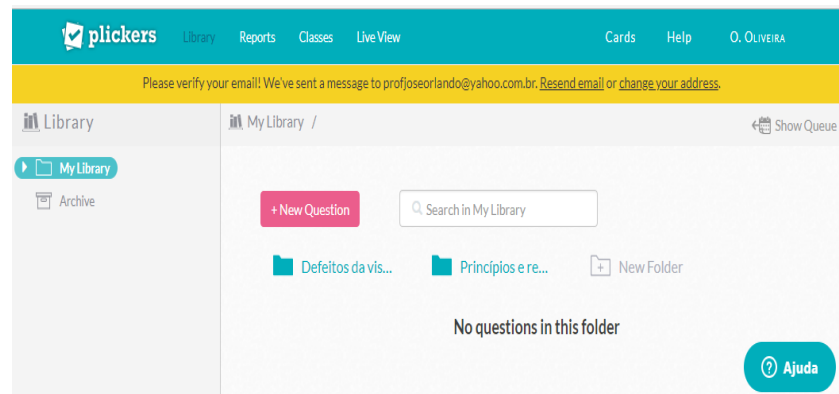 plickers Library Reports Classes Live View Cards Help O. OLIVEIRA
Please verify your email! We've sent a message to profjoseorlando@yahoo.com.br. Resend email or change your address.
Library
My Library /
Show Queue
My Library
Archive
+ New Question
Search in My Library
Defeitos da vis...
Princípios e re...
New Folder
No questions in this folder
Ajuda